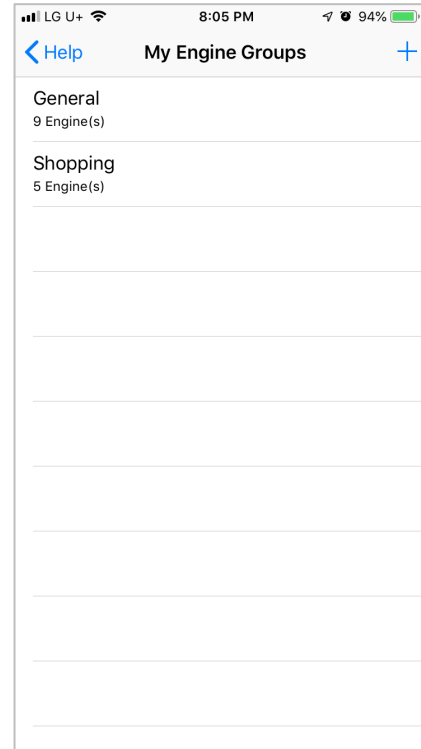 LG U+ 8:05 PM 94%
Help My Engine Groups +
General
9 Engine(s)
Shopping
5 Engine(s)